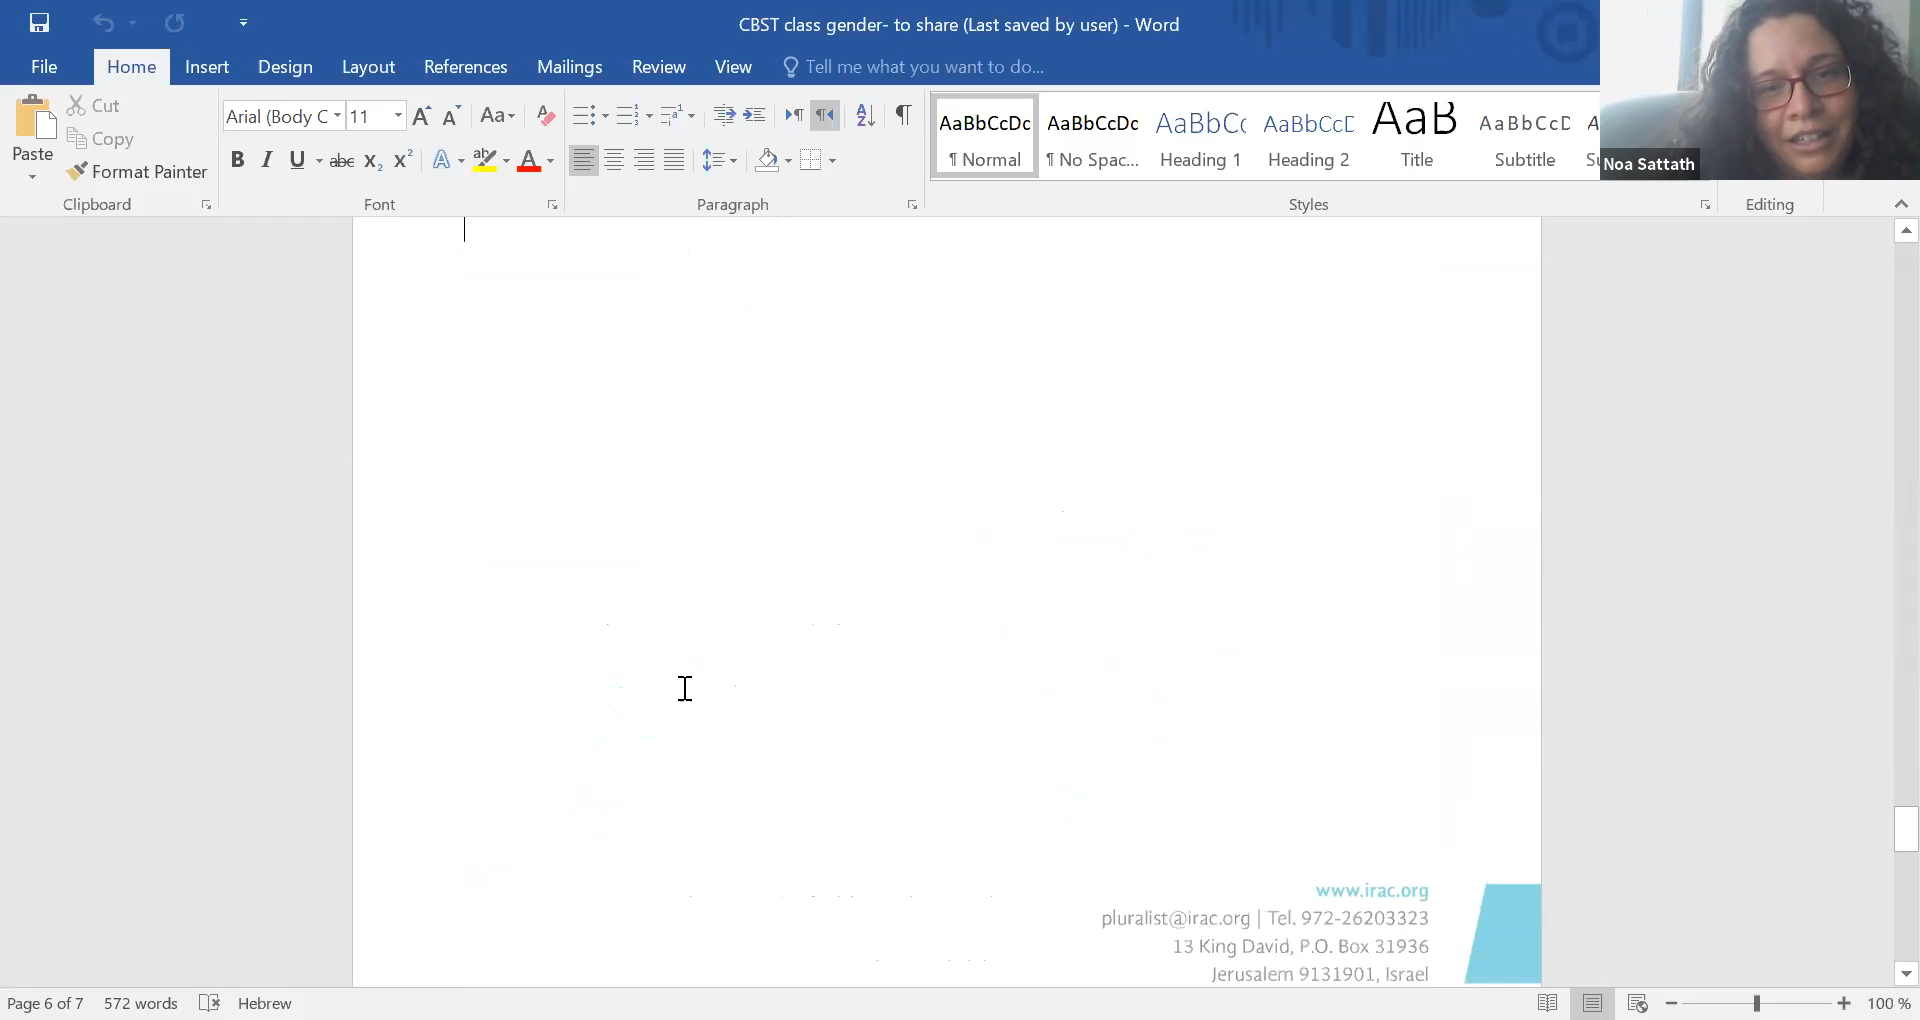 CBST class gender- to share (Last saved by user) - Word
File Home Insert Design Layout References Mailings Review View Tell me what you want to do...
Paste
Cut
Copy
Format Painter
Clipboard
Arial (Body C 11
Font
Paragraph
AaBbCcDc AaBbCcDc AaBbCc AaBbCcD AaB AaBbCcD
¶ Normal ¶ No Spac... Heading 1 Heading 2 Title Subtitle
Styles
Editing
Noa Sattath
www.irac.org
pluralist@irac.org | Tel. 972-26203323
13 King David, P.O. Box 31936
Jerusalem 9131901, Israel
Page 6 of 7 572 words Hebrew 100 %